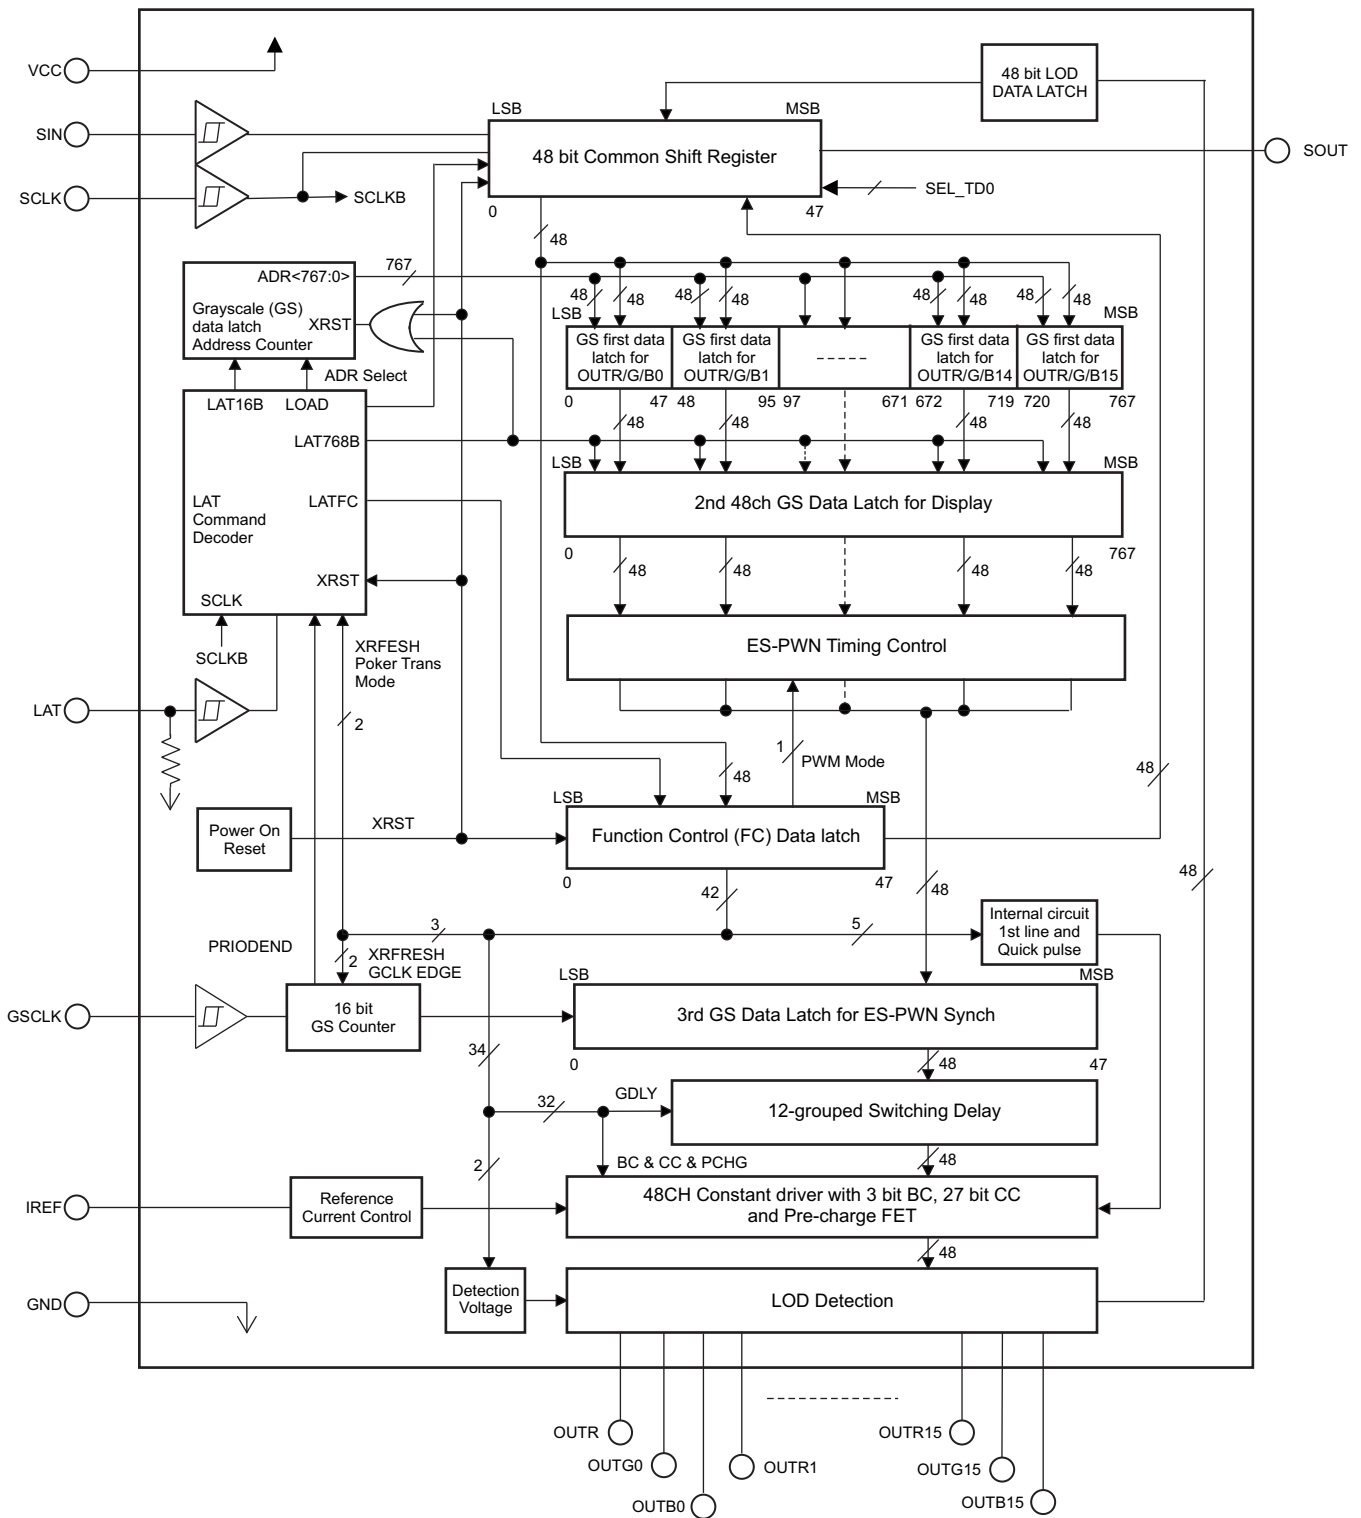 VCC
48 bit LOD
DATA LATCH
LSB
MSB
SIN
48 bit Common Shift Register
SOUT
SCLK
SCLKB
SEL_TD0
0
47
48
ADR<767:0>
767
Grayscale (GS)
data latch
Address Counter
XRST
48
48
48
48
48
48
48
48
LSB
MSB
GS first data
latch for
OUTR/G/B0
GS first data
latch for
OUTR/G/B1
GS first data
latch for
OUTR/G/B14
GS first data
latch for
OUTR/G/B15
ADR Select
0
47
48
95
97
671
672
719
720
767
LAT16B
LOAD
48
48
48
48
LAT768B
LSB
MSB
LATFC
2nd 48ch GS Data Latch for Display
LAT
Command
Decoder
0
767
XRST
48
48
48
48
SCLK
SCLKB
XRFESH
Poker Trans
Mode
ES-PWN Timing Control
LAT
2
1
PWM Mode
48
48
LSB
MSB
Power On
Reset
XRST
Function Control (FC) Data latch
0
47
42
48
48
3
5
Internal circuit
1st line and
Quick pulse
PRIODEND
2
XRFRESH
GCLK EDGE
LSB
MSB
GSCLK
16 bit
GS Counter
3rd GS Data Latch for ES-PWN Synch
34
0
48
47
32
GDLY
12-grouped Switching Delay
2
BC & CC & PCHG
48
IREF
Reference
Current Control
48CH Constant driver with 3 bit BC, 27 bit CC
and Pre-charge FET
48
GND
Detection
Voltage
LOD Detection
OUTR
OUTG0
OUTB0
OUTR1
OUTR15
OUTG15
OUTB15